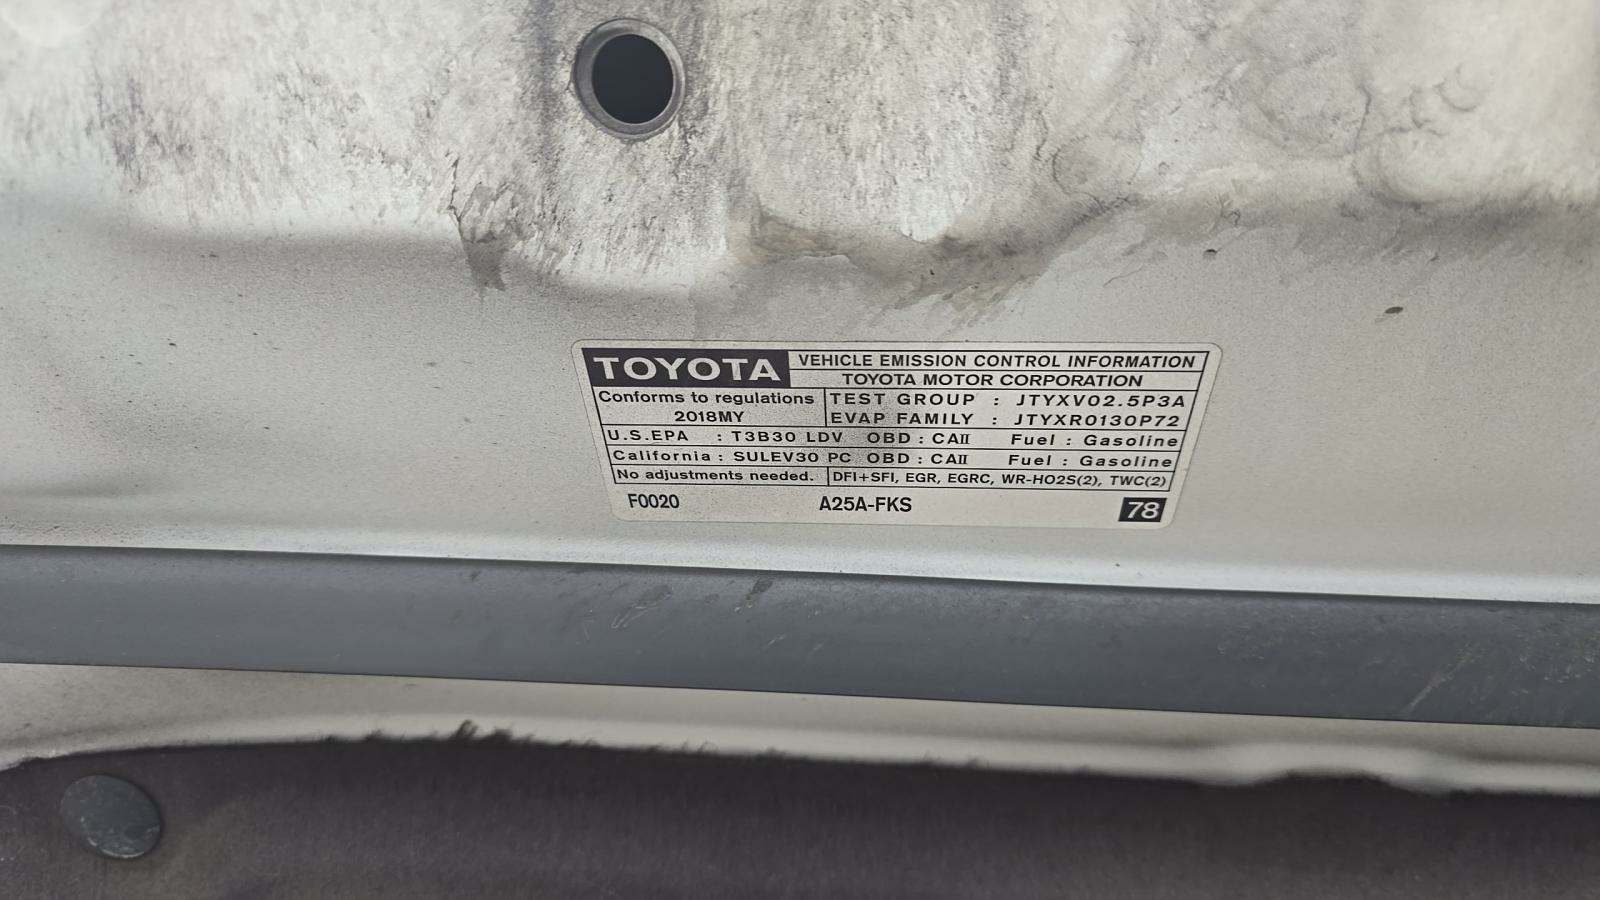 TOYOTA VEHICLE EMISSION CONTROL INFORMATION
TOYOTA MOTOR CORPORATION
Conforms to regulations TEST GROUP : JTYXV02.5P3A
2018MY EVAP FAMILY : JTYXR0130P72
U.S.EPA : T3B30 LDV OBD : CAII Fuel : Gasoline
California : SULEV30 PC OBD : CAII Fuel : Gasoline
No adjustments needed. DFI+SFI, EGR, EGRC, WR-HO2S(2), TWC(2)
F0020 A25A-FKS 78